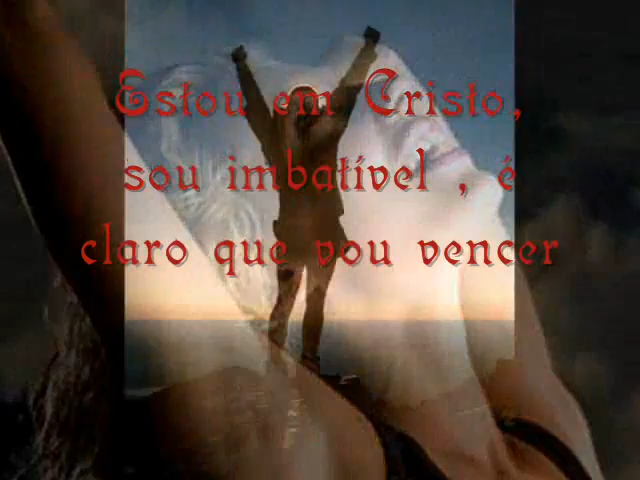 Estou em Cristo,
sou imbatível , é
claro que vou vencer